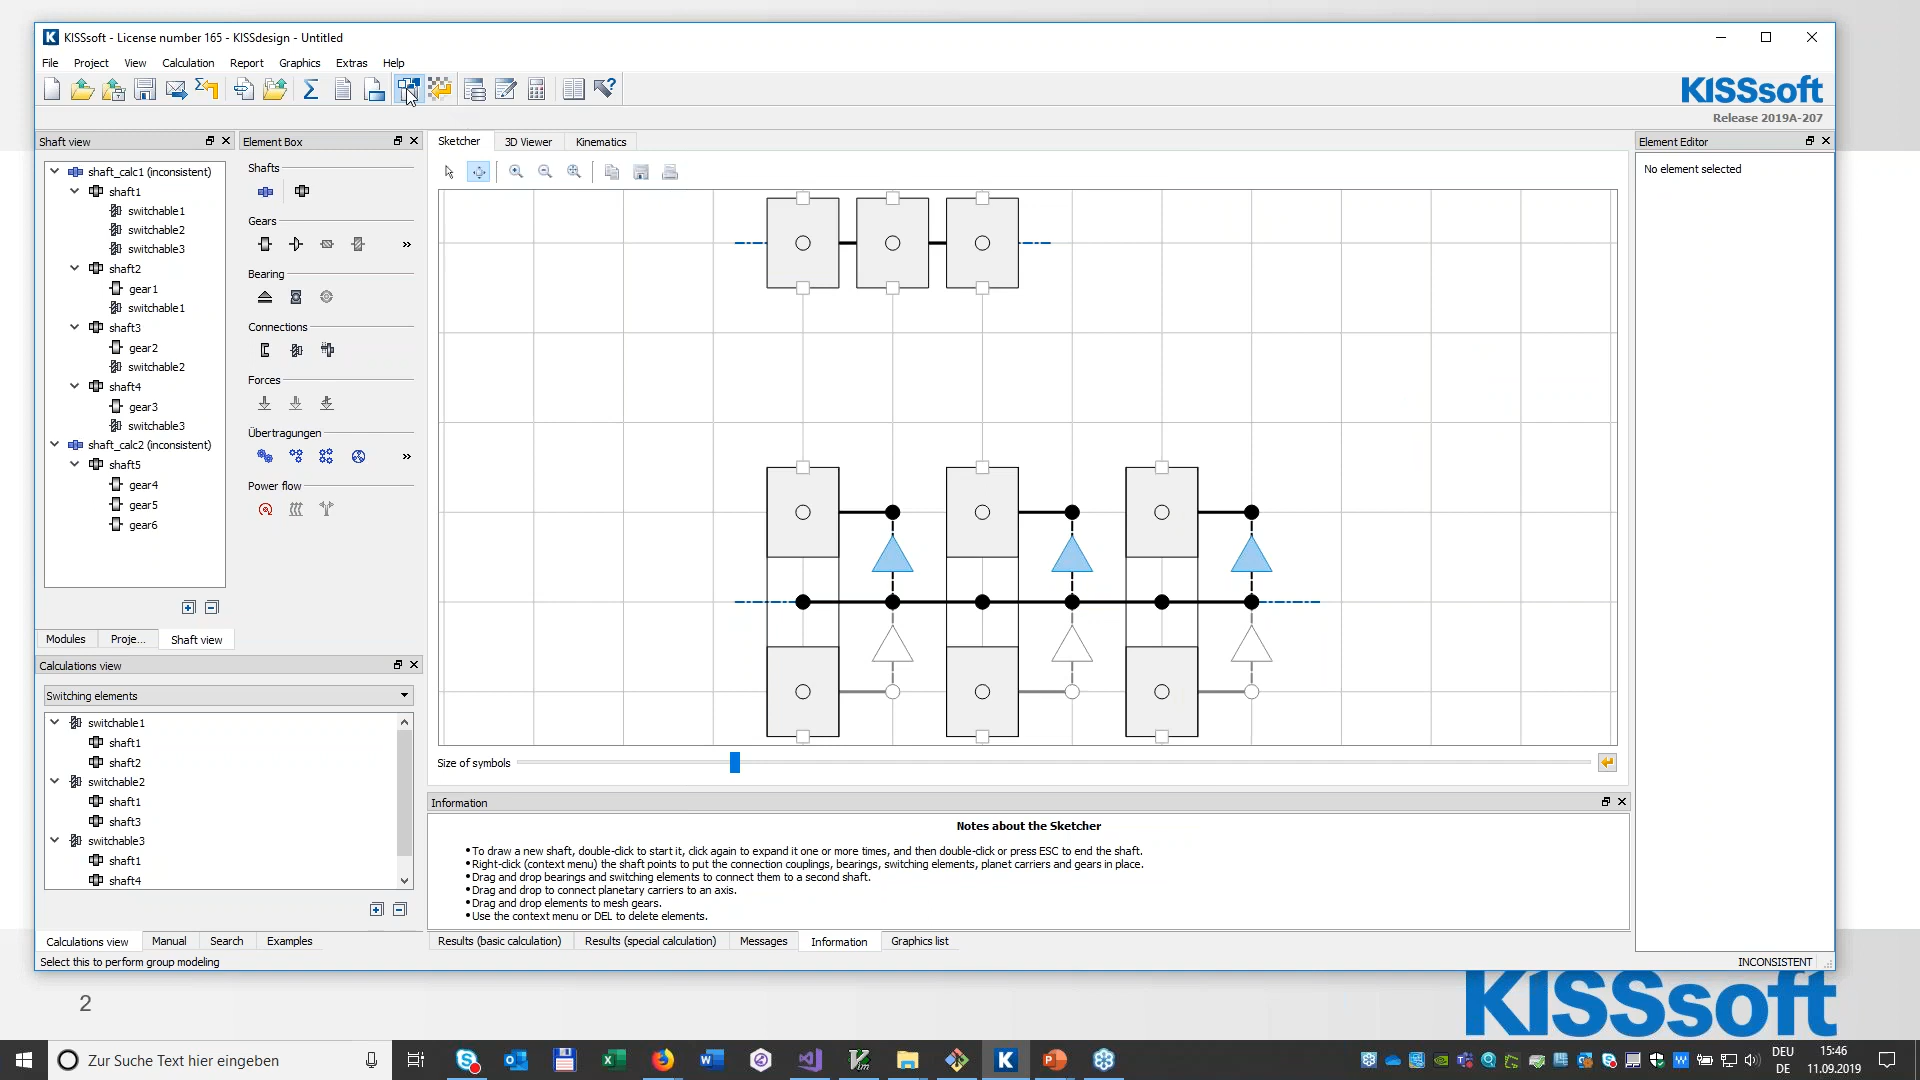 KISSsoft - License number 165 - KISSdesign - Untitled
File Project View Calculation Report Graphics Extras Help
KISSsoft
Release 2019A-207
Shaft view
shaft_calc1 (inconsistent)
shaft1
switchable1
switchable2
switchable3
shaft2
gear1
switchable1
shaft3
gear2
switchable2
shaft4
gear3
switchable3
shaft_calc2 (inconsistent)
shaft5
gear4
gear5
gear6
Modules Proje... Shaft view
Element Box
Shafts
Gears
»
Bearing
Connections
Forces
Übertragungen
»
Power flow
Calculations view
Switching elements
switchable1
shaft1
shaft2
switchable2
shaft1
shaft3
switchable3
shaft1
shaft4
Calculations view Manual Search Examples
Select this to perform group modeling
Sketcher 3D Viewer Kinematics
Size of symbols
Information
Notes about the Sketcher
•To draw a new shaft, double-click to start it, click again to expand it one or more times, and then double-click or press ESC to end the shaft.
•Right-click (context menu) the shaft points to put the connection couplings, bearings, switching elements, planet carriers and gears in place.
•Drag and drop bearings and switching elements to connect them to a second shaft.
•Drag and drop to connect planetary carriers to an axis.
•Drag and drop elements to mesh gears.
•Use the context menu or DEL to delete elements.
Results (basic calculation) Results (special calculation) Messages Information Graphics list
Element Editor
No element selected
INCONSISTENT
2
KISSsoft
Zur Suche Text hier eingeben
DEU
DE
15:46
11.09.2019